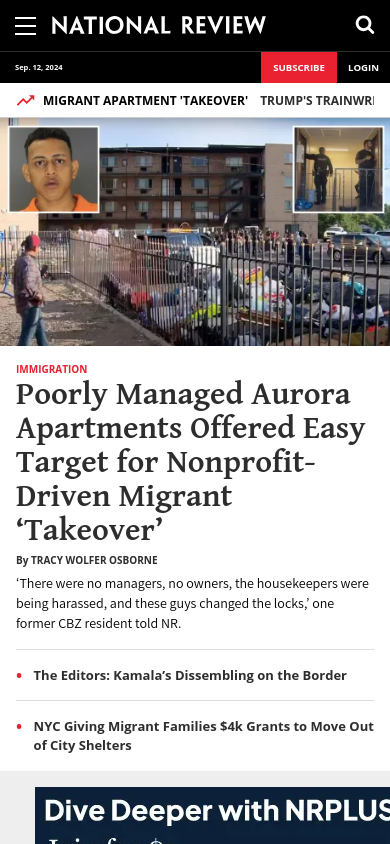 NATIONAL REVIEW
Sep. 12, 2024
SUBSCRIBE
LOGIN
MIGRANT APARTMENT 'TAKEOVER' TRUMP'S
IMMIGRATION
Poorly Managed Aurora
Apartments Offered Easy
Target for Nonprofit-
Driven Migrant
‘Takeover’
By TRACY WOLFER OSBORNE
‘There were no managers, no owners, the housekeepers were
being harassed, and these guys changed the locks,’ one
former CBZ resident told NR.
The Editors: Kamala’s Dissembling on the Border
NYC Giving Migrant Families $4k Grants to Move Out
of City Shelters
Dive Deeper with NRPLUS